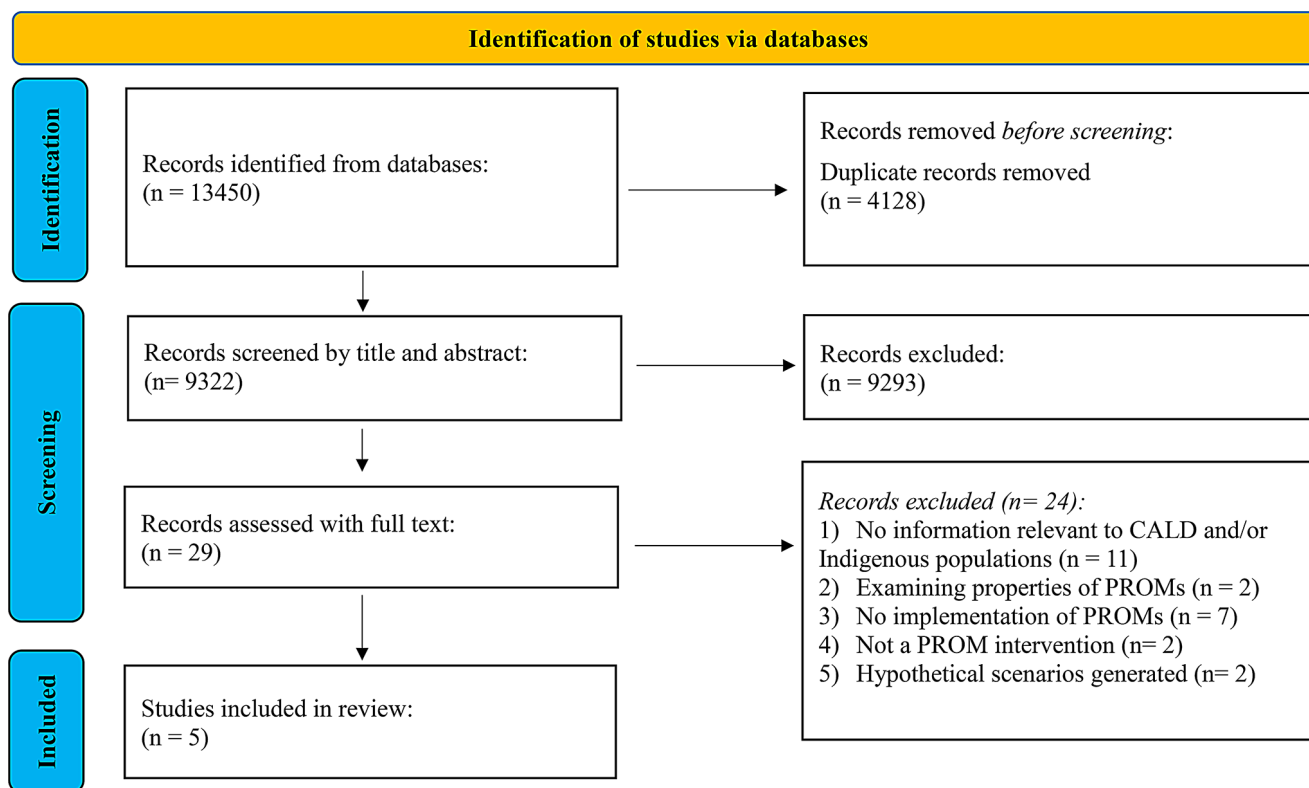 Identification of studies via databases
Identification
Records identified from databases:
(n = 13450)
Records removed before screening:
Duplicate records removed
(n = 4128)
Screening
Records screened by title and abstract:
(n= 9322)
Records excluded:
(n = 9293)
Records assessed with full text:
(n = 29)
Records excluded (n= 24):
1) No information relevant to CALD and/or
Indigenous populations (n = 11)
2) Examining properties of PROMs (n = 2)
3) No implementation of PROMs (n = 7)
4) Not a PROM intervention (n= 2)
5) Hypothetical scenarios generated (n= 2)
Included
Studies included in review:
(n = 5)